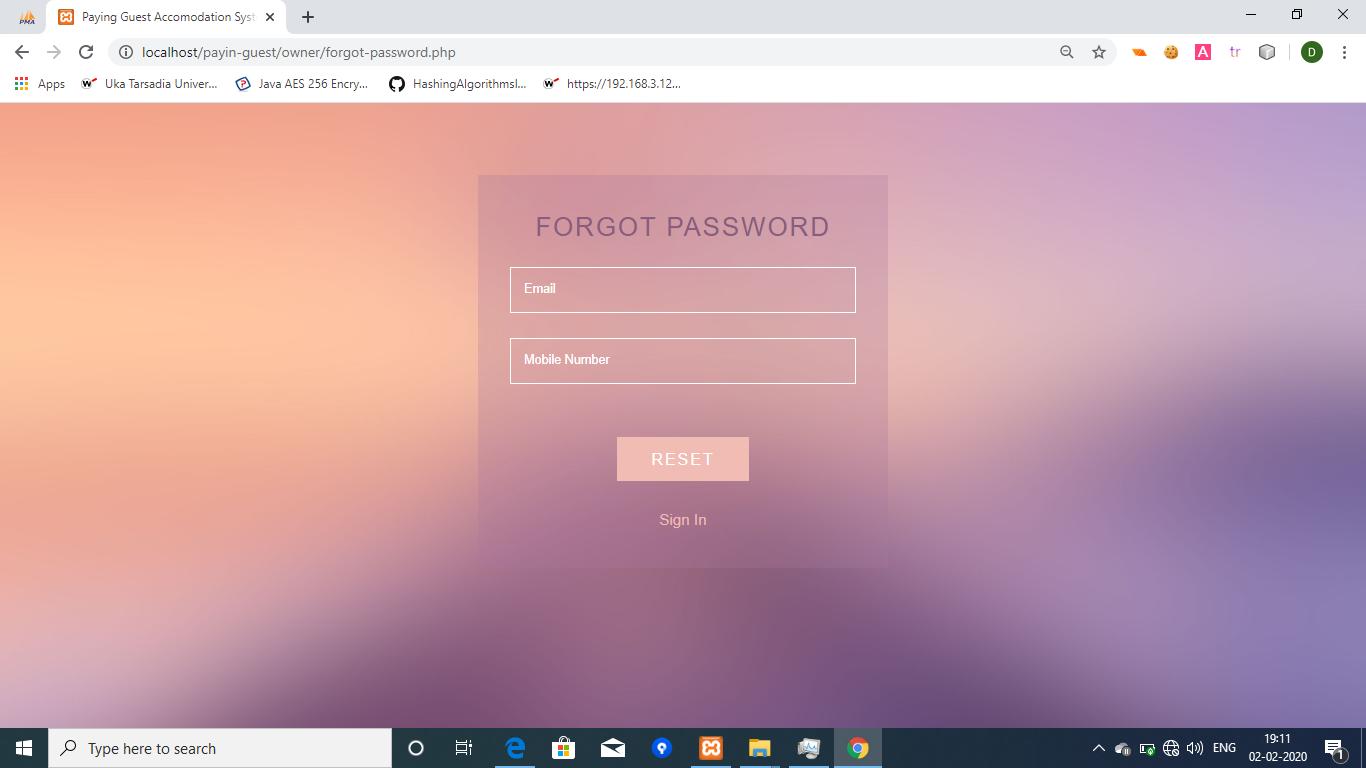 PMA
Paying Guest Accomodation Syst
localhost/payin-guest/owner/forgot-password.php
A
tr
D
Apps
Uka Tarsadia Univer...
Java AES 256 Encry...
HashingAlgorithmsI...
https://192.168.3.12...
FORGOT PASSWORD
Email
Mobile Number
RESET
Sign In
Type here to search
ENG
19:11
02-02-2020
1